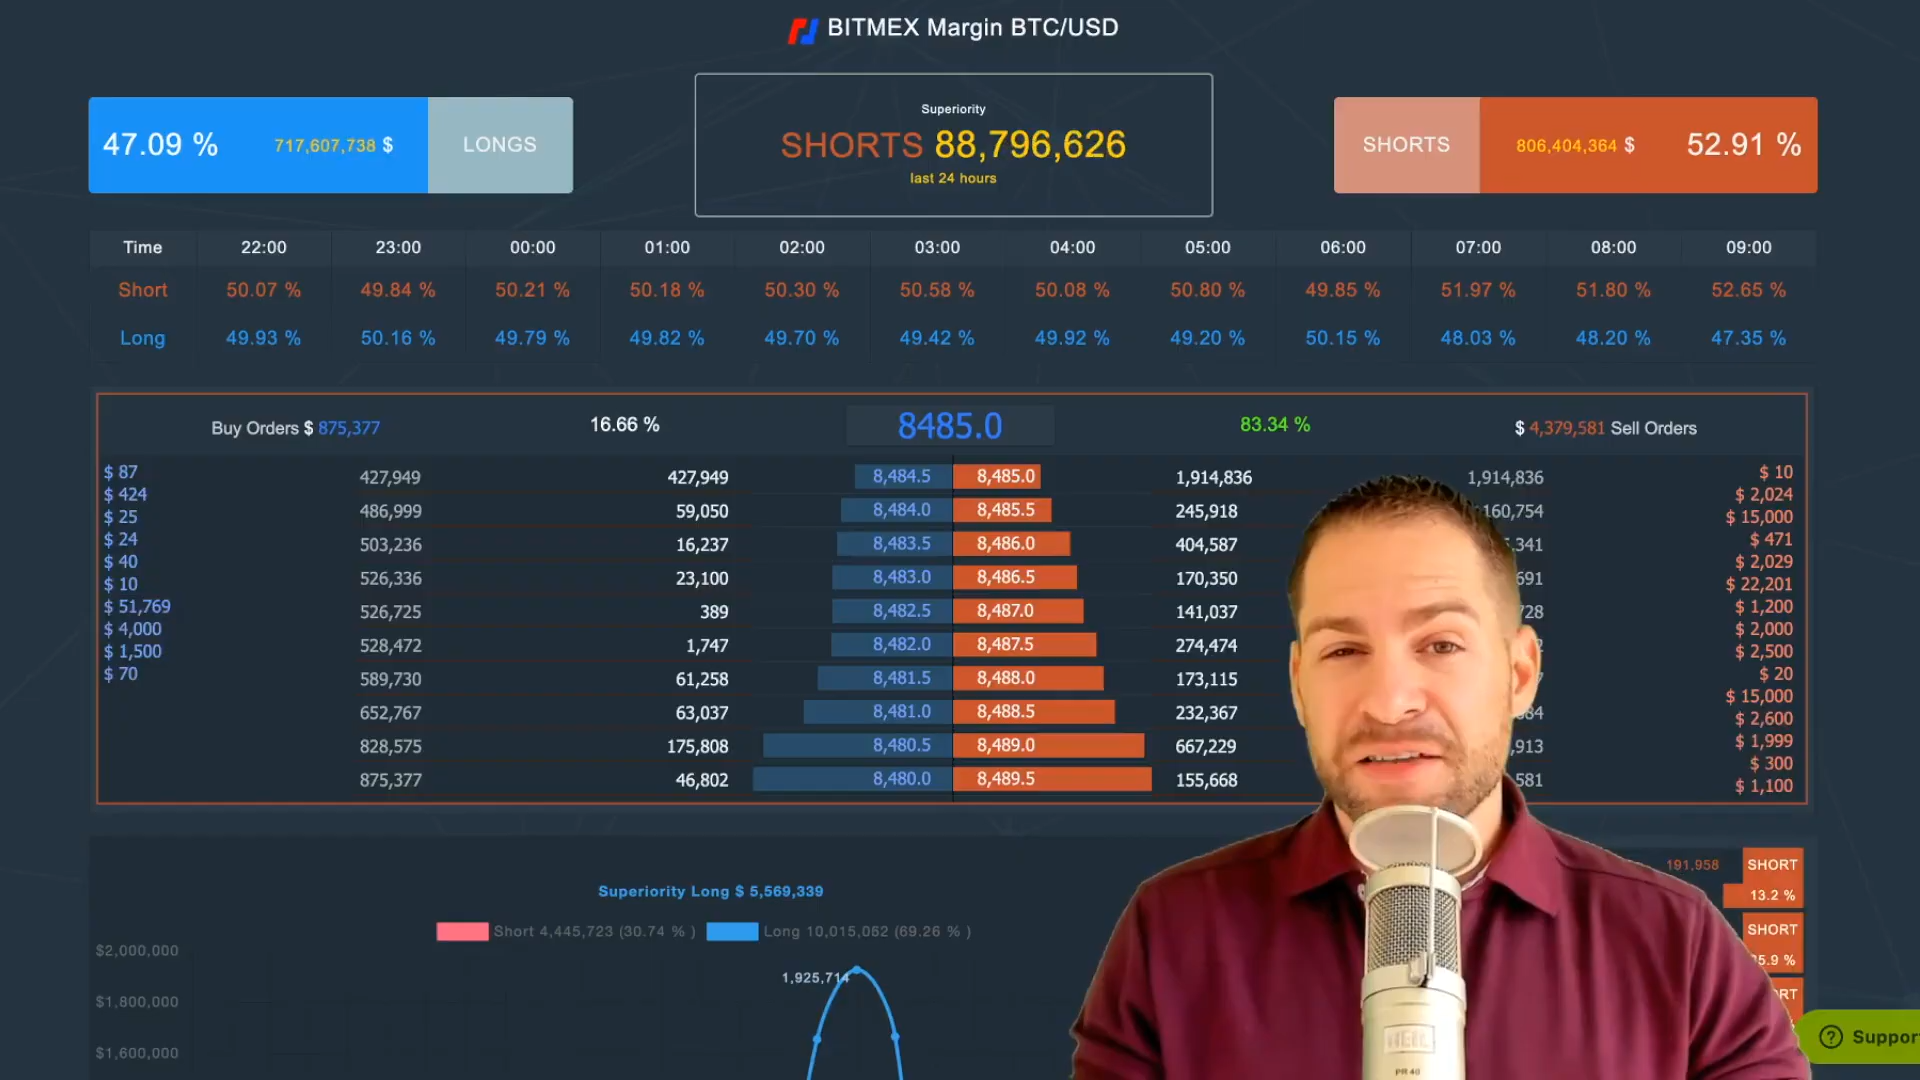 BITMEX Margin BTC/USD
47.09 % 717,607,738 $ LONGS
Superiority
SHORTS 88,796,626
last 24 hours
SHORTS 806,404,364 $ 52.91 %
Time 22:00 23:00 00:00 01:00 02:00 03:00 04:00 05:00 06:00 07:00 08:00 09:00
Short 50.07 % 49.84 % 50.21 % 50.18 % 50.30 % 50.58 % 50.08 % 50.80 % 49.85 % 51.97 % 51.80 % 52.65 %
Long 49.93 % 50.16 % 49.79 % 49.82 % 49.70 % 49.42 % 49.92 % 49.20 % 50.15 % 48.03 % 48.20 % 47.35 %
Buy Orders $ 875,377 16.66 % 8485.0 83.34 % $ 4,379,581 Sell Orders
$ 87
$ 424
$ 25
$ 24
$ 40
$ 10
$ 51,769
$ 4,000
$ 1,500
$ 70
427,949 427,949 8,484.5 8,485.0 1,914,836 1,914,836
486,999 59,050 8,484.0 8,485.5 245,918 160,754
503,236 16,237 8,483.5 8,486.0 404,587 341
526,336 23,100 8,483.0 8,486.5 170,350 691
526,725 389 8,482.5 8,487.0 141,037 728
528,472 1,747 8,482.0 8,487.5 274,474
589,730 61,258 8,481.5 8,488.0 173,115
652,767 63,037 8,481.0 8,488.5 232,367
828,575 175,808 8,480.5 8,489.0 667,229 ,913
875,377 46,802 8,480.0 8,489.5 155,668 581
$ 10
$ 2,024
$ 15,000
$ 471
$ 2,029
$ 22,201
$ 1,200
$ 2,000
$ 2,500
$ 20
$ 15,000
$ 2,600
$ 1,999
$ 300
$ 1,100
Superiority Long $ 5,569,339
Short 4,445,723 (30.74 % ) Long 10,015,062 (69.26 % )
$2,000,000
1,925,714
$1,800,000
$1,600,000
191,958 SHORT
13.2 %
SHORT
5.9 %
RT
Suppor
HEIL
PR 40